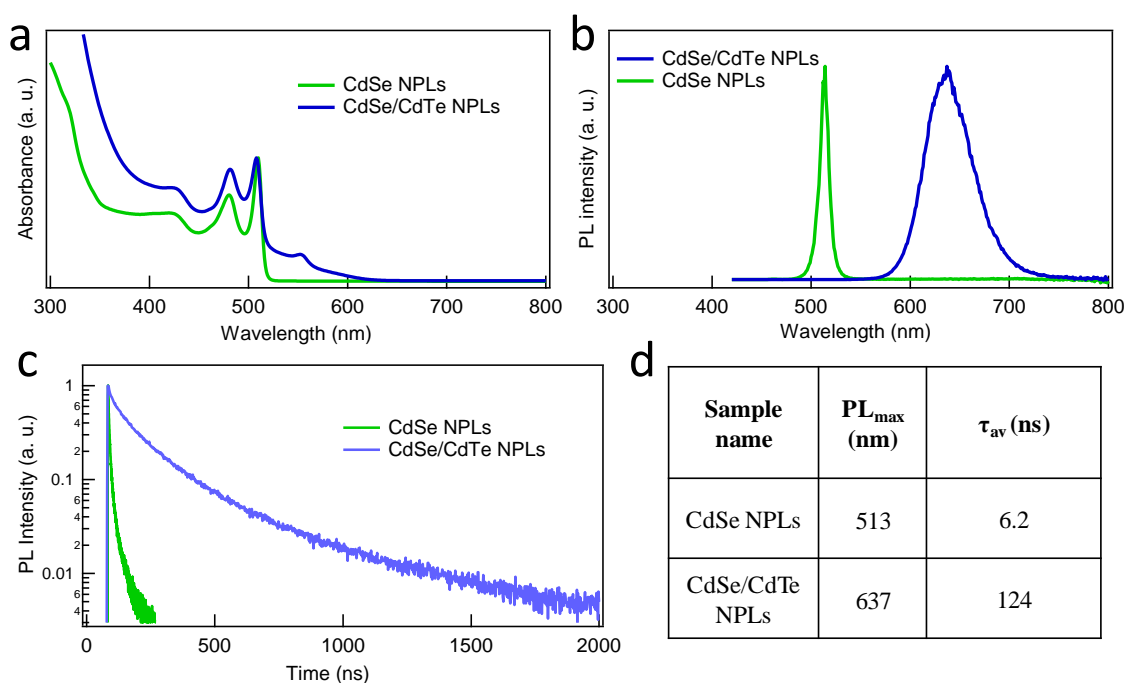 a
Absorbance (a. u.)
CdSe NPLs
CdSe/CdTe NPLs
300 400 500 600 700 800
Wavelength (nm)
b
PL intensity (a. u.)
CdSe/CdTe NPLs
CdSe NPLs
300 400 500 600 700 800
Wavelength (nm)
c
PL Intensity (a. u.)
1
6
4
2
0.1
6
4
2
0.01
6
4
CdSe NPLs
CdSe/CdTe NPLs
0 500 1000 1500 2000
Time (ns)
d
Sample
name
PLmax
(nm)
τav (ns)
CdSe NPLs 513 6.2
CdSe/CdTe
NPLs
637 124